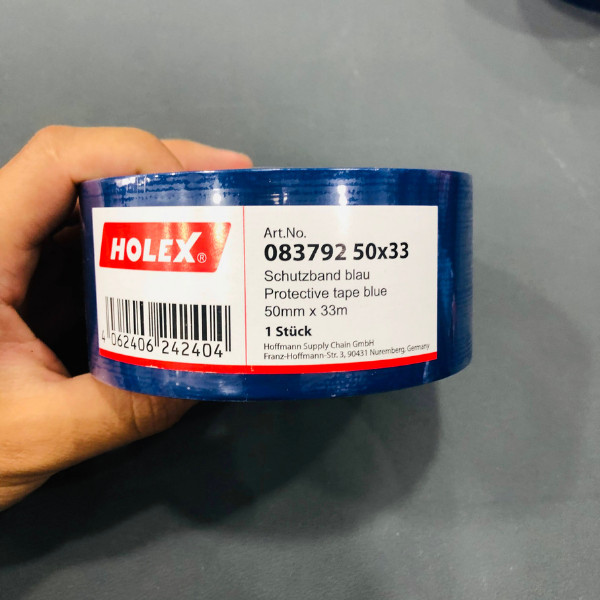 HOLEX®
Art.No.
083792 50x33
Schutzband blau
Protective tape blue
50mm x 33m
1 Stück
Hoffmann Supply Chain GmbH
Franz-Hoffmann-Str. 3, 90431 Nuremberg, Germany
4 062406 242404